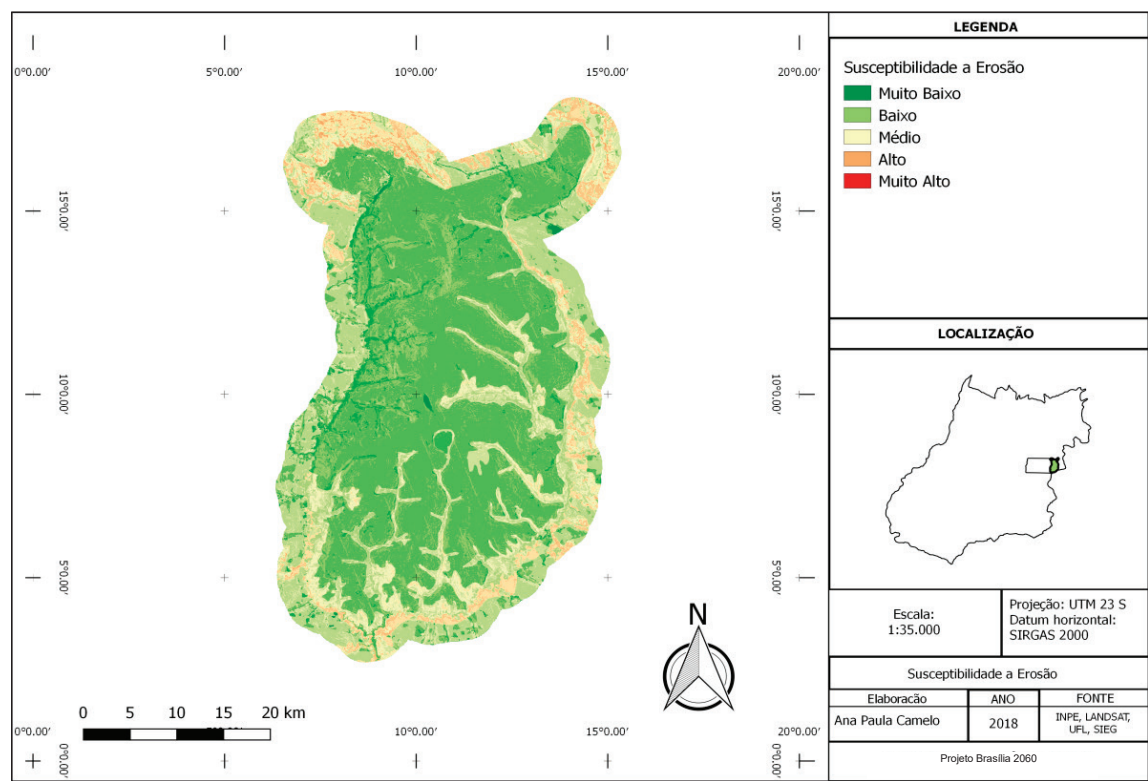 LEGENDA
Susceptibilidade a Erosão
Muito Baixo
Baixo
Médio
Alto
Muito Alto
LOCALIZAÇÃO
Escala:
1:35.000
Projeção: UTM 23 S
Datum horizontal:
SIRGAS 2000
Susceptibilidade a Erosão
Elaboracão
ANO
FONTE
Ana Paula Camelo
2018
INPE, LANDSAT,
UFL, SIEG
Projeto Brasília 2060
0°0.00′
5°0.00′
10°0.00′
15°0.00′
20°0.00′
15°0.00′
15°0.00′
10°0.00′
10°0.00′
5°0.00′
5°0.00′
N
0 5 10 15 20 km
0°0.00′
10°0.00′
15°0.00′
20°0.00′
0°0.00′
0°0.00′